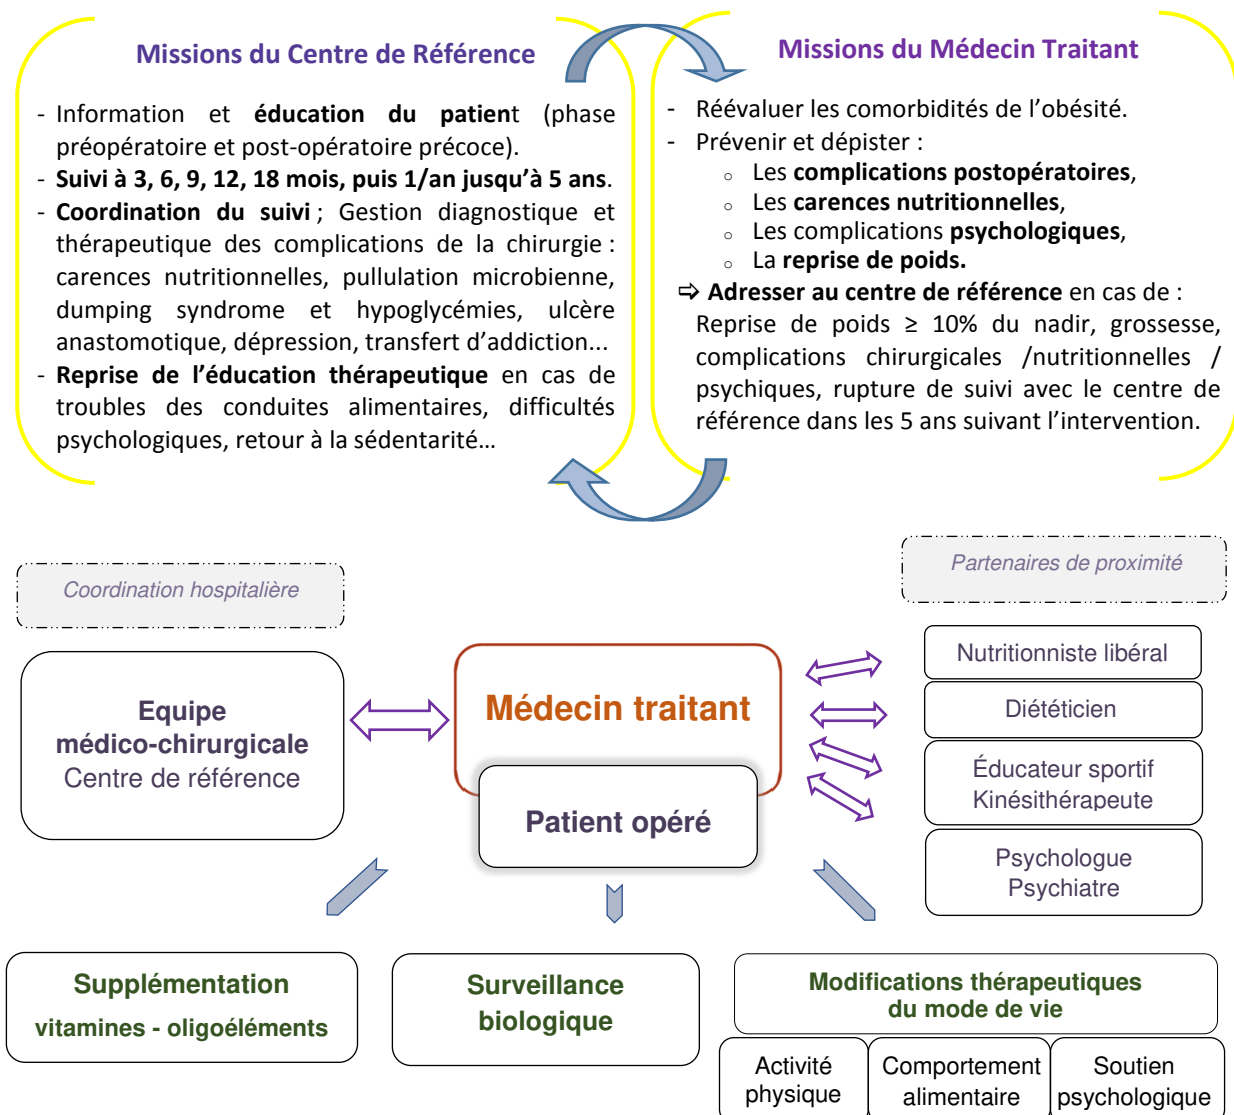 Missions du Centre de Référence
- Information et éducation du patient (phase
préopératoire et post-opératoire précoce).
- Suivi à 3, 6, 9, 12, 18 mois, puis 1/an jusqu'à 5 ans.
- Coordination du suivi ; Gestion diagnostique et
thérapeutique des complications de la chirurgie :
carences nutritionnelles, pullulation microbienne,
dumping syndrome et hypoglycémies, ulcère
anastomotique, dépression, transfert d'addiction...
- Reprise de l'éducation thérapeutique en cas de
troubles des conduites alimentaires, difficultés
psychologiques, retour à la sédentarité…
Missions du Médecin Traitant
- Réévaluer les comorbidités de l'obésité.
- Prévenir et dépister :
o Les complications postopératoires,
o Les carences nutritionnelles,
o Les complications psychologiques,
o La reprise de poids.
⇨ Adresser au centre de référence en cas de :
Reprise de poids ≥ 10% du nadir, grossesse,
complications chirurgicales /nutritionnelles /
psychiques, rupture de suivi avec le centre de
référence dans les 5 ans suivant l'intervention.
Coordination hospitalière
Partenaires de proximité
Equipe
médico-chirurgicale
Centre de référence
Médecin traitant
Patient opéré
Nutritionniste libéral
Diététicien
Éducateur sportif
Kinésithérapeute
Psychologue
Psychiatre
Supplémentation
vitamines - oligoéléments
Surveillance
biologique
Modifications thérapeutiques
du mode de vie
Activité
physique
Comportement
alimentaire
Soutien
psychologique